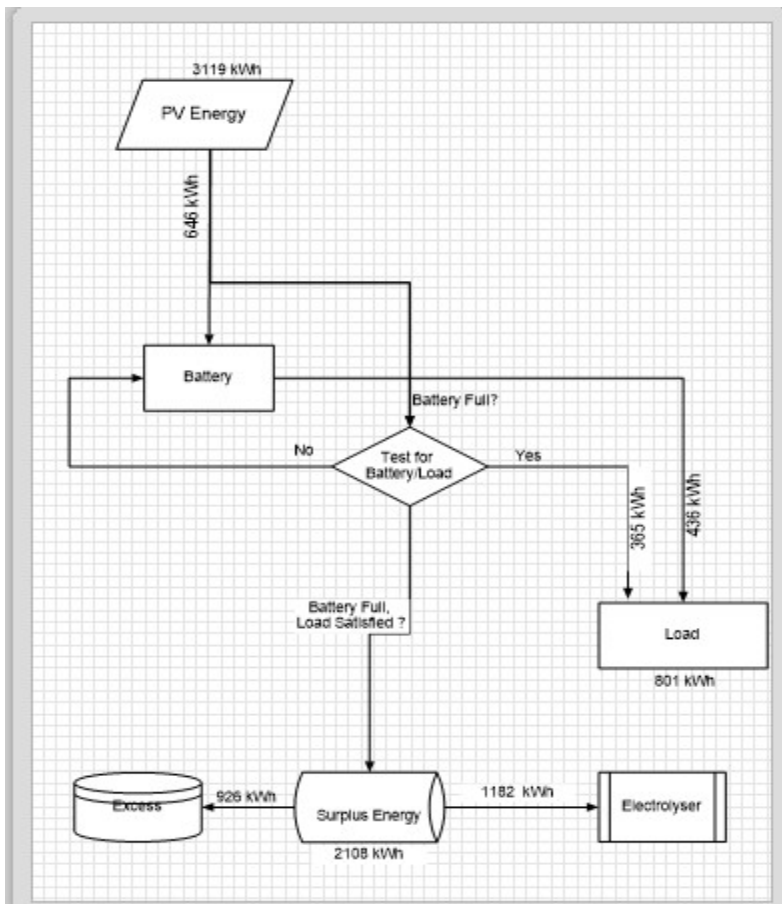 3119 kWh
PV Energy
646 kWh
Battery
Battery Full?
No
Test for
Battery/Load
Yes
365 kWh
436 kWh
Battery Full,
Load Satisfied ?
Load
801 kWh
Excess
926 kWh
Surplus Energy
2108 kWh
1182 kWh
Electrolyser